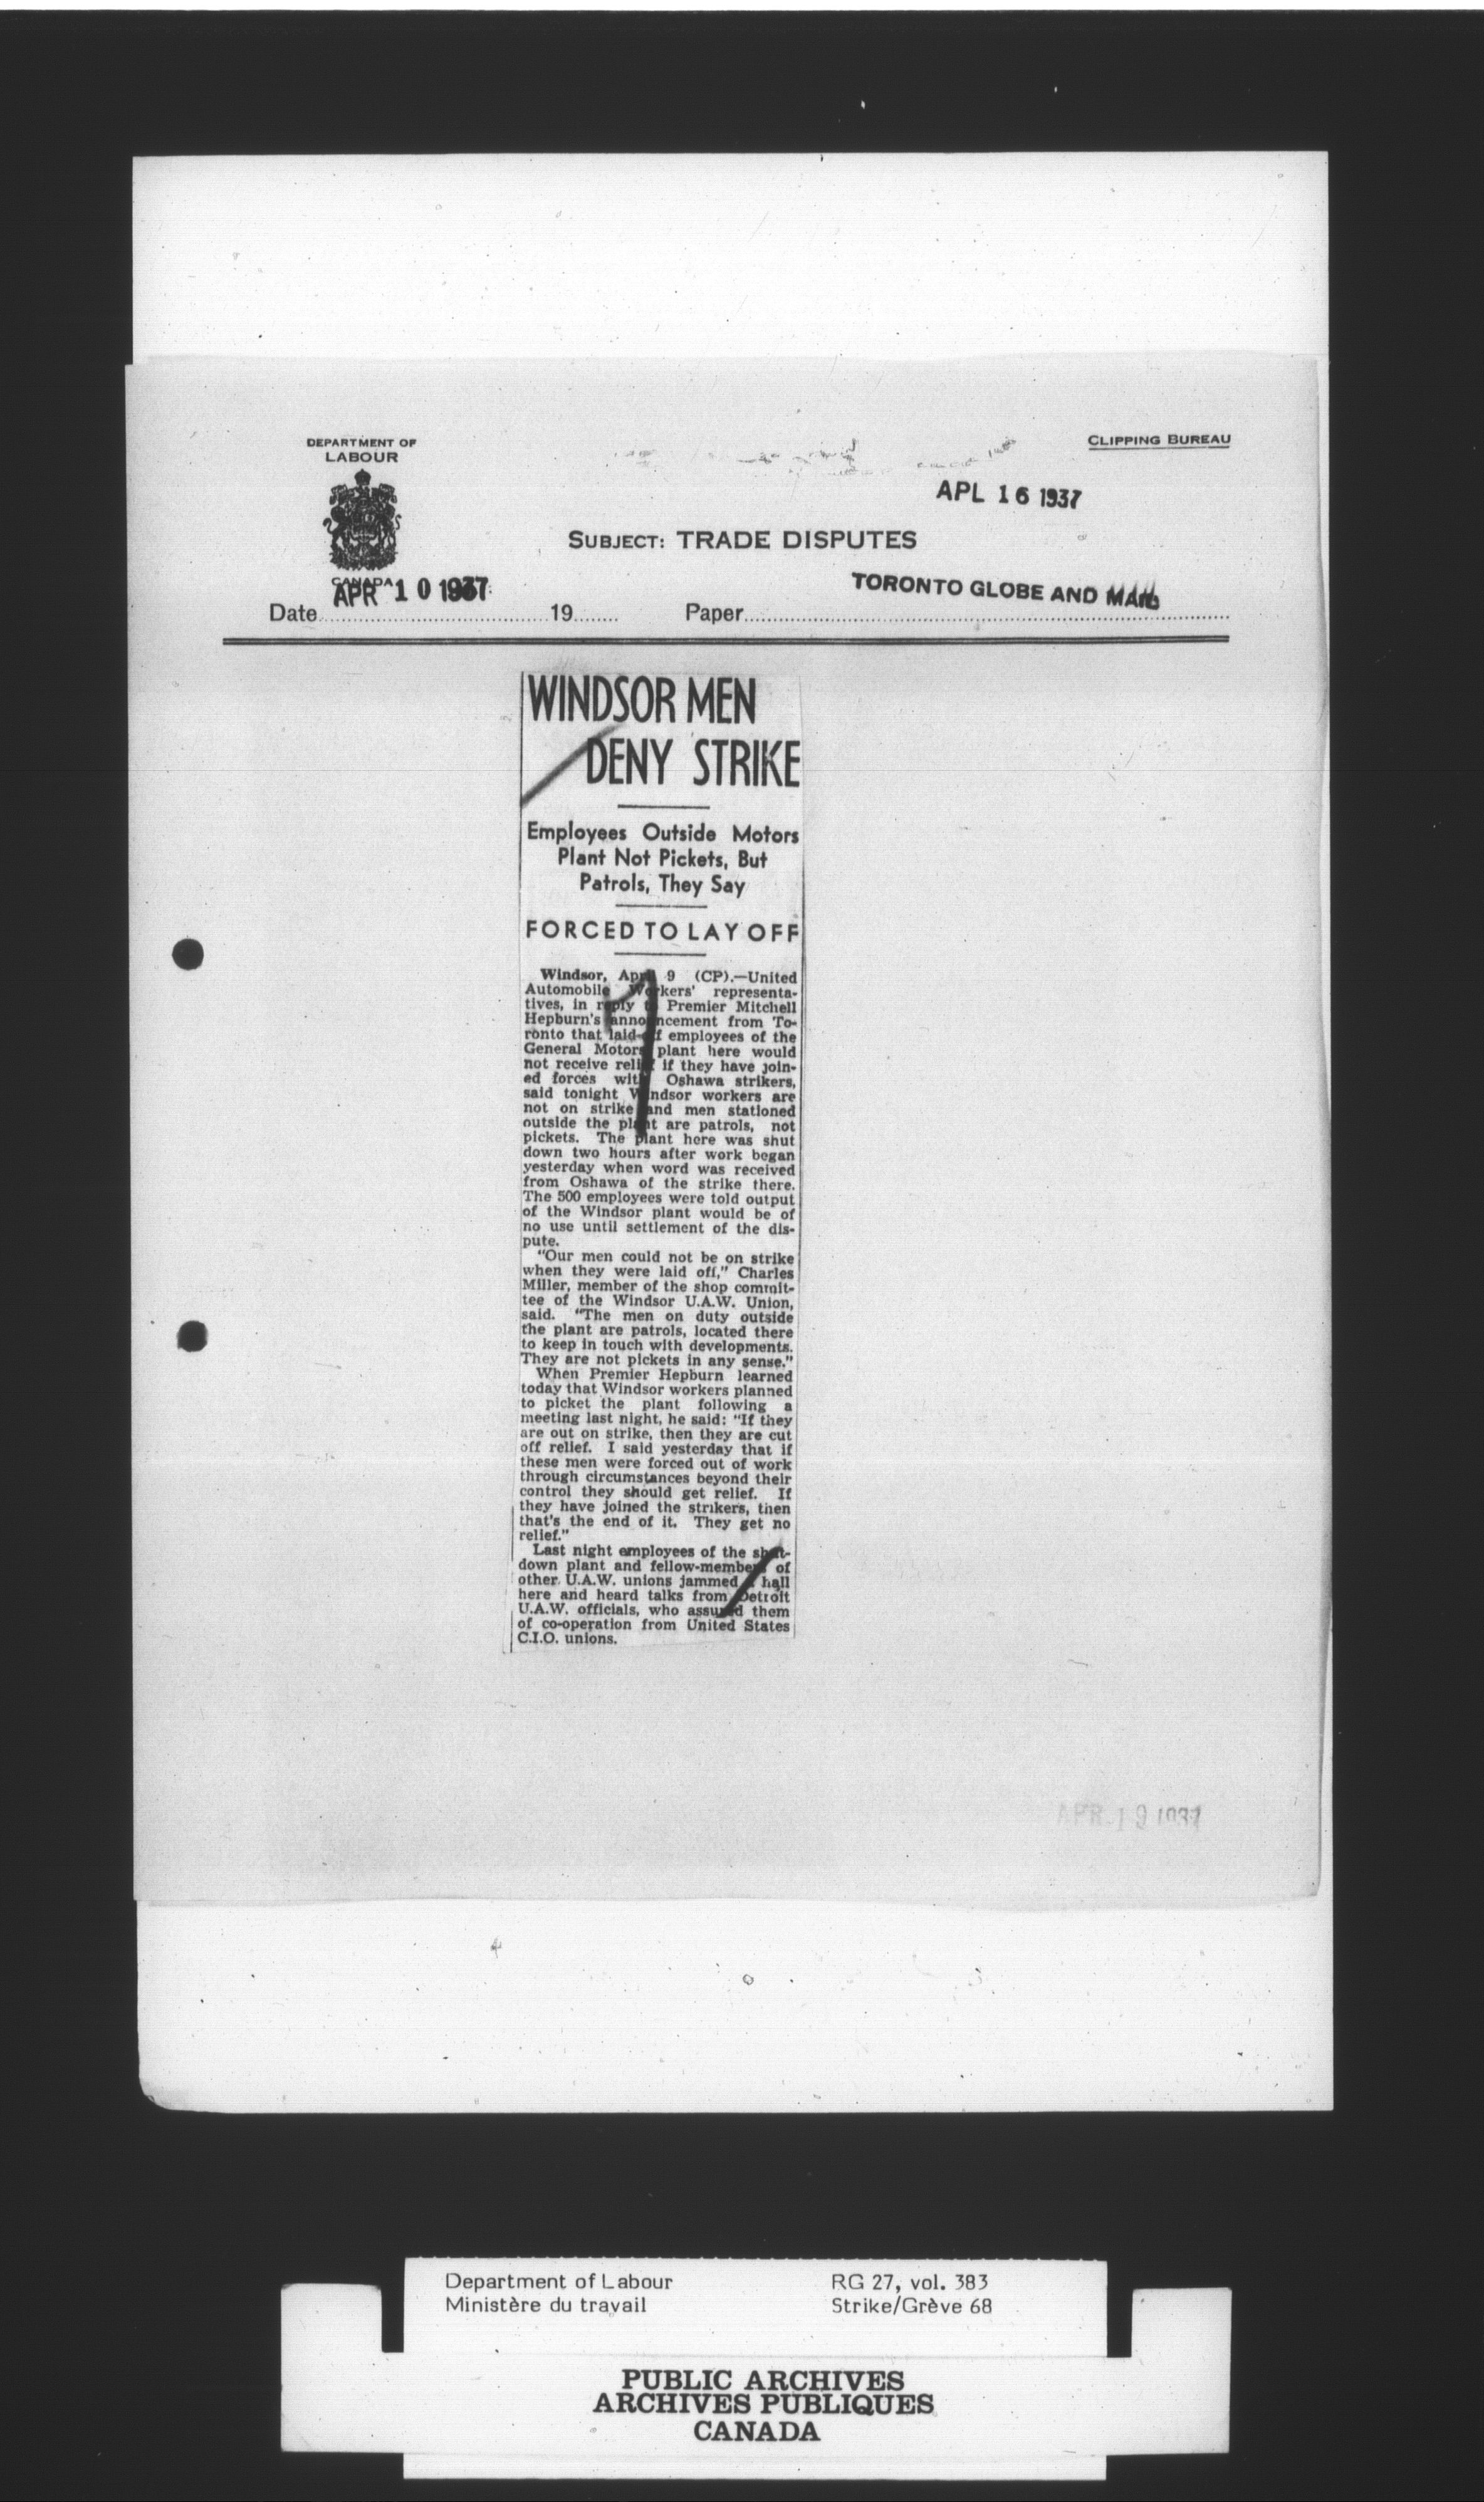 DEPARTMENT OF
LABOUR
CLIPPING BUREAU
APL 16 1937
SUBJECT: TRADE DISPUTES
CANADA
APR 10 1937
TORONTO GLOBE AND MAIL
Date 19 Paper
WINDSOR MEN
DENY STRIKE
Employees Outside Motors
Plant Not Pickets, But
Patrols, They Say
FORCED TO LAY OFF
Windsor, April 9 (CP).—United
Automobile Workers' representa-
tives, in reply to Premier Mitchell
Hepburn's announcement from To-
ronto that laid-off employees of the
General Motors plant here would
not receive relief if they have join-
ed forces with Oshawa strikers,
said tonight Windsor workers are
not on strike and men stationed
outside the plant are patrols, not
pickets. The plant here was shut
down two hours after work began
yesterday when word was received
from Oshawa of the strike there.
The 500 employees were told output
of the Windsor plant would be of
no use until settlement of the dis-
pute.
"Our men could not be on strike
when they were laid off," Charles
Miller, member of the shop commit-
tee of the Windsor U.A.W. Union,
said. "The men on duty outside
the plant are patrols, located there
to keep in touch with developments.
They are not pickets in any sense."
When Premier Hepburn learned
today that Windsor workers planned
to picket the plant following a
meeting last night, he said: "If they
are out on strike, then they are cut
off relief. I said yesterday that if
these men were forced out of work
through circumstances beyond their
control they should get relief. If
they have joined the strikers, then
that's the end of it. They get no
relief."
Last night employees of the shut-
down plant and fellow-members of
other U.A.W. unions jammed a hall
here and heard talks from Detroit
U.A.W. officials, who assured them
of co-operation from United States
C.I.O. unions.
APR 19 1937
Department of Labour
Ministère du travail
RG 27, vol. 383
Strike/Grève 68
PUBLIC ARCHIVES
ARCHIVES PUBLIQUES
CANADA